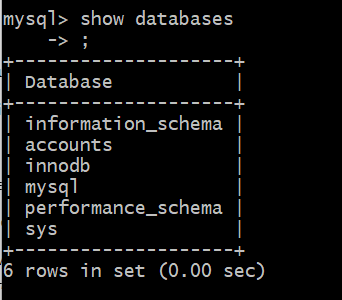 mysql> show databases
    -> ;
+--------------------+
| Database           |
+--------------------+
| information_schema |
| accounts           |
| innodb             |
| mysql              |
| performance_schema |
| sys                |
+--------------------+
6 rows in set (0.00 sec)